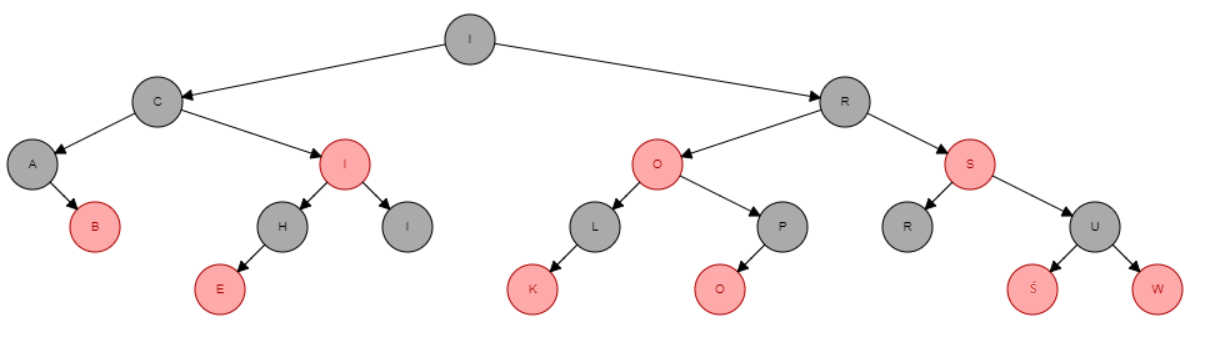 I
C R
A I O S
B H I L P R U
E K O Ś W